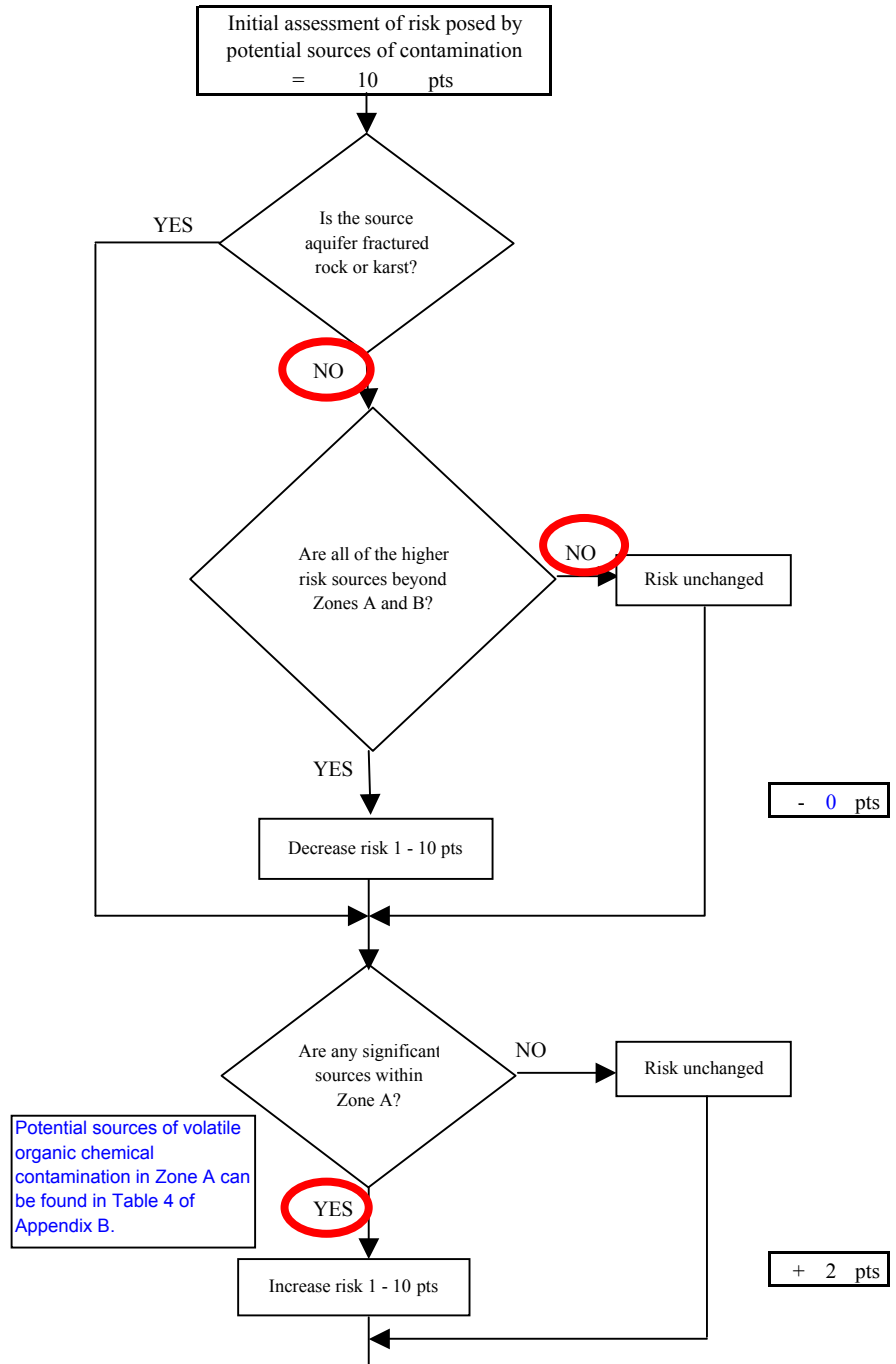 Initial assessment of risk posed by
potential sources of contamination
= 10 pts
YES
Is the source
aquifer fractured
rock or karst?
NO
Are all of the higher
risk sources beyond
Zones A and B?
NO
Risk unchanged
YES
- 0 pts
Decrease risk 1 - 10 pts
Are any significant
sources within
Zone A?
NO
Risk unchanged
Potential sources of volatile
organic chemical
contamination in Zone A can
be found in Table 4 of
Appendix B.
YES
Increase risk 1 - 10 pts
+ 2 pts